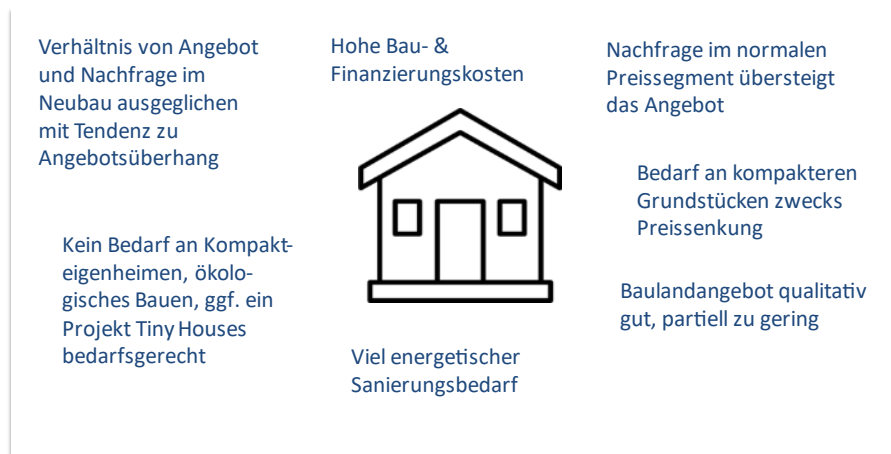 Verhältnis von Angebot
und Nachfrage im
Neubau ausgeglichen
mit Tendenz zu
Angebotsüberhang
Hohe Bau- &
Finanzierungskosten
Nachfrage im normalen
Preissegment übersteigt
das Angebot
Bedarf an kompakteren
Grundstücken zwecks
Preissenkung
Kein Bedarf an Kompakt-
eigenheimen, ökolo-
gisches Bauen, ggf. ein
Projekt Tiny Houses
bedarfsgerecht
Baulandangebot qualitativ
gut, partiell zu gering
Viel energetischer
Sanierungsbedarf